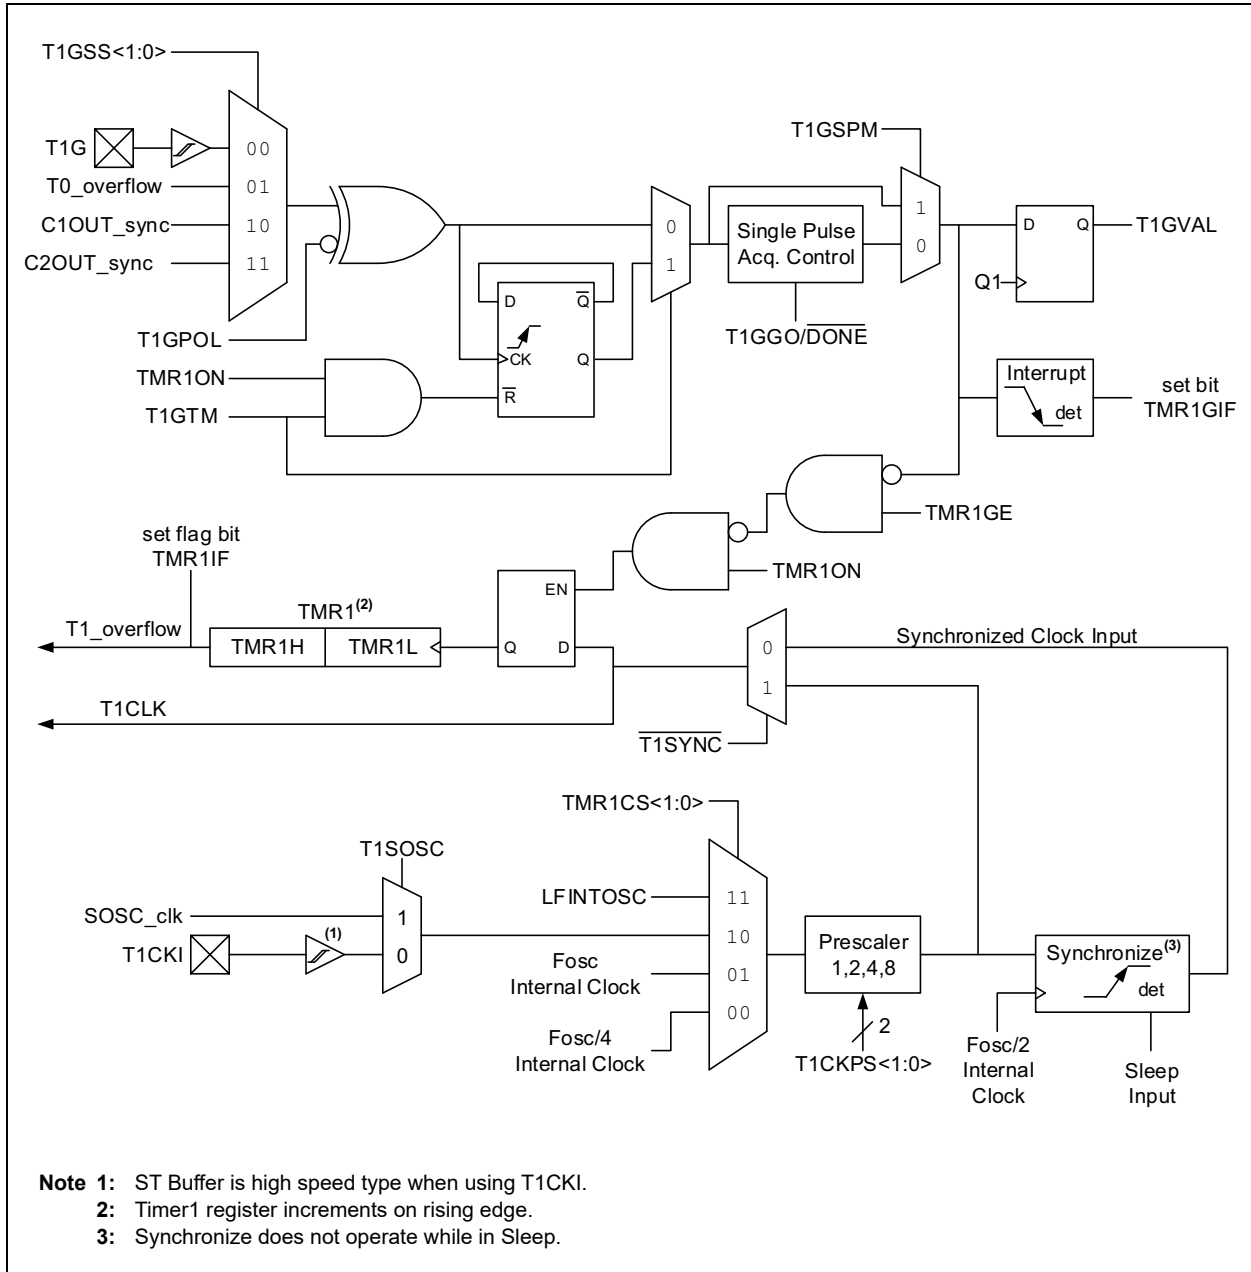 T1GSS<1:0>
T1G
00
T0_overflow
01
C1OUT_sync
10
C2OUT_sync
11
T1GPOL
TMR1ON
T1GTM
D
Q̅
CK
Q
R̅
0
1
T1GSPM
Single Pulse
Acq. Control
1
0
T1GGO/D̅O̅N̅E̅
D
Q
T1GVAL
Q1
Interrupt
det
set bit
TMR1GIF
TMR1GE
TMR1ON
set flag bit
TMR1IF
TMR1(2)
T1_overflow
TMR1H
TMR1L
EN
Q
D
0
1
Synchronized Clock Input
T1CLK
T̅1̅S̅Y̅N̅C̅
TMR1CS<1:0>
T1SOSC
SOSC_clk
1
T1CKI
(1)
0
LFINTOSC
11
10
Fosc
Internal Clock
01
Fosc/4
Internal Clock
00
Prescaler
1,2,4,8
2
T1CKPS<1:0>
Synchronize(3)
det
Fosc/2
Internal
Clock
Sleep
Input
Note 1: ST Buffer is high speed type when using T1CKI.
2: Timer1 register increments on rising edge.
3: Synchronize does not operate while in Sleep.